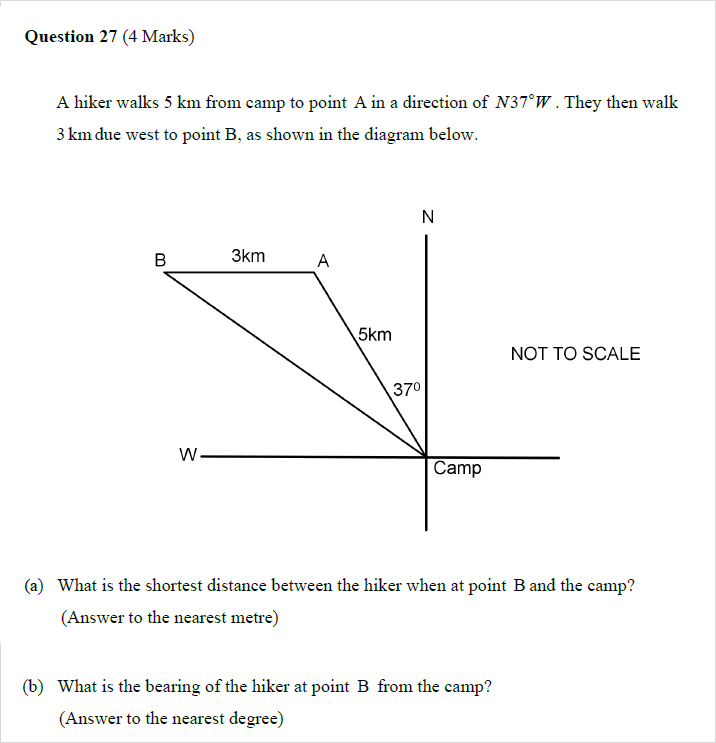 Question 27 (4 Marks)
A hiker walks 5 km from camp to point A in a direction of N37°W . They then walk
3 km due west to point B, as shown in the diagram below.
N
B
3km
A
5km
NOT TO SCALE
37⁰
W
Camp
(a) What is the shortest distance between the hiker when at point B and the camp?
(Answer to the nearest metre)
(b) What is the bearing of the hiker at point B from the camp?
(Answer to the nearest degree)